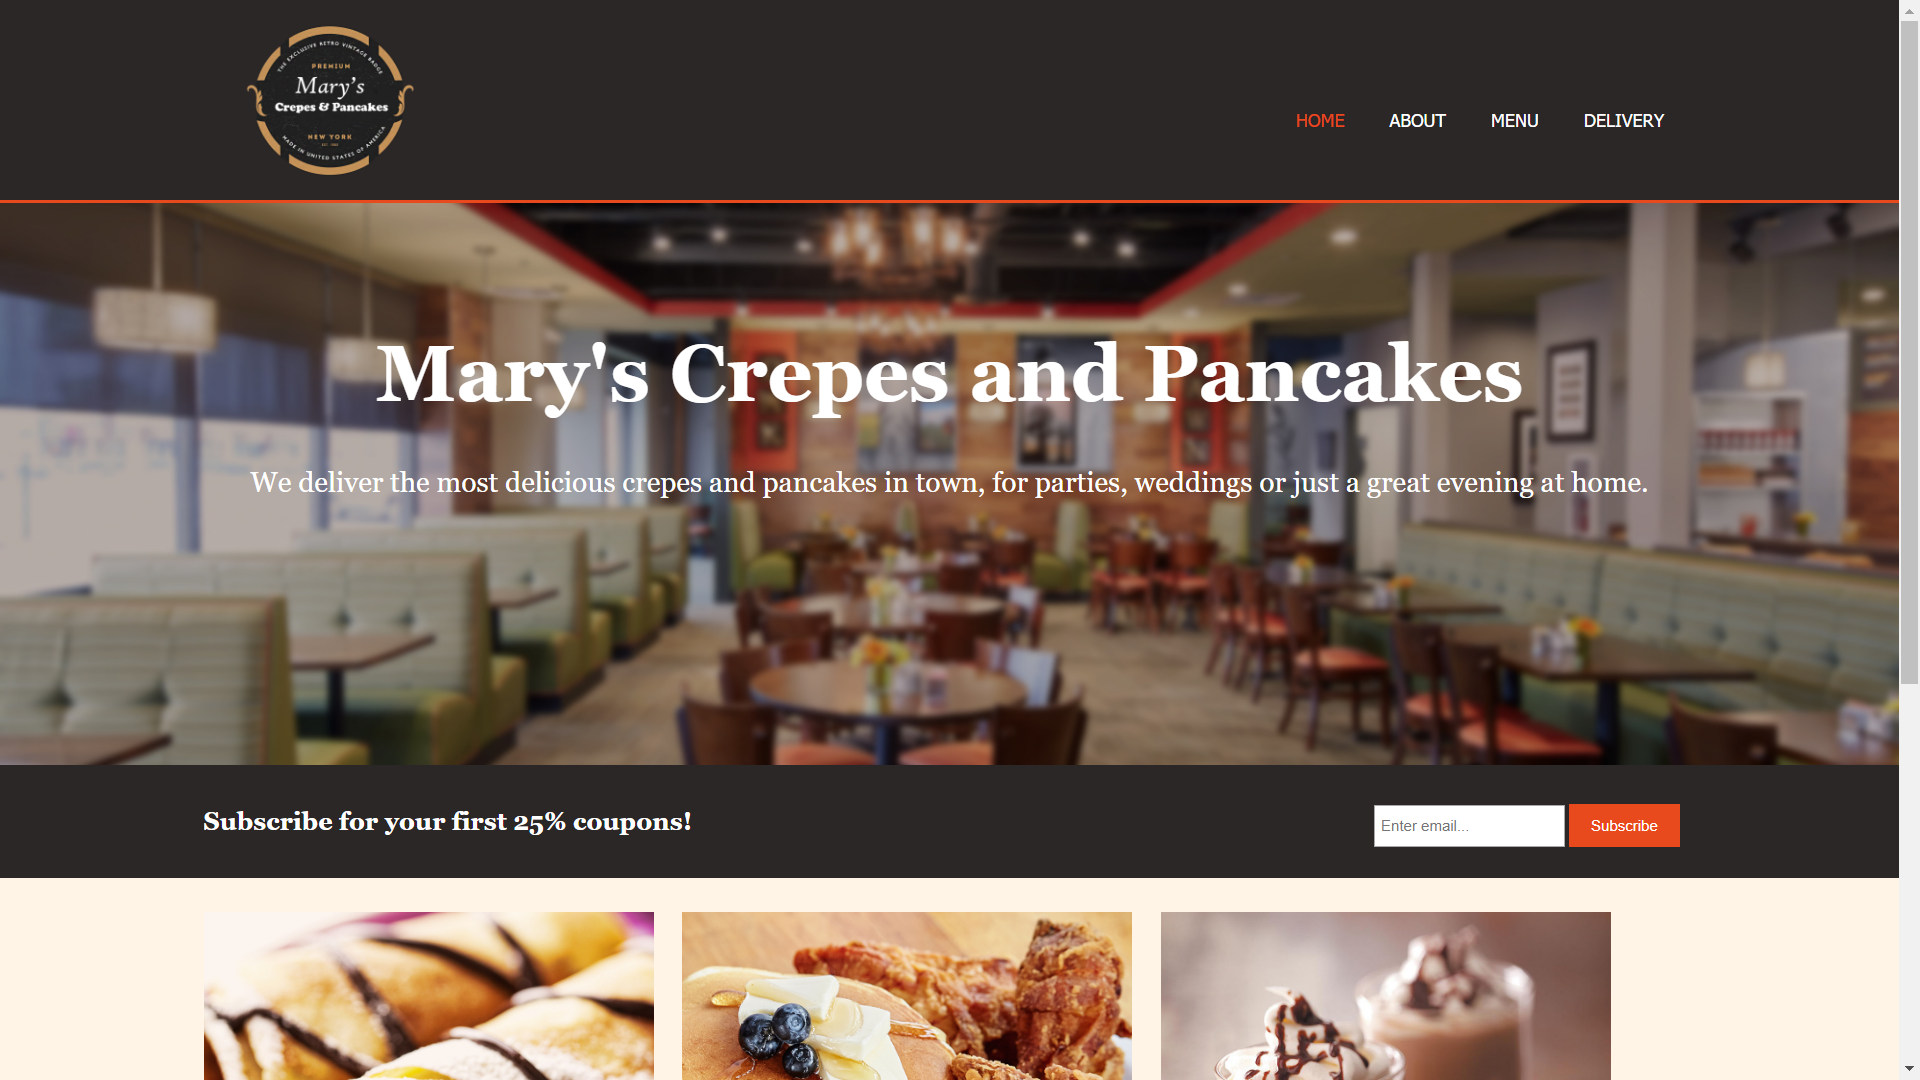 THE EXCLUSIVE RETRO VINTAGE BADGE
PREMIUM
Mary's
Crepes & Pancakes
NEW YORK
MADE IN UNITED STATES OF AMERICA
HOME ABOUT MENU DELIVERY
Mary's Crepes and Pancakes
We deliver the most delicious crepes and pancakes in town, for parties, weddings or just a great evening at home.
Subscribe for your first 25% coupons!
Enter email...
Subscribe